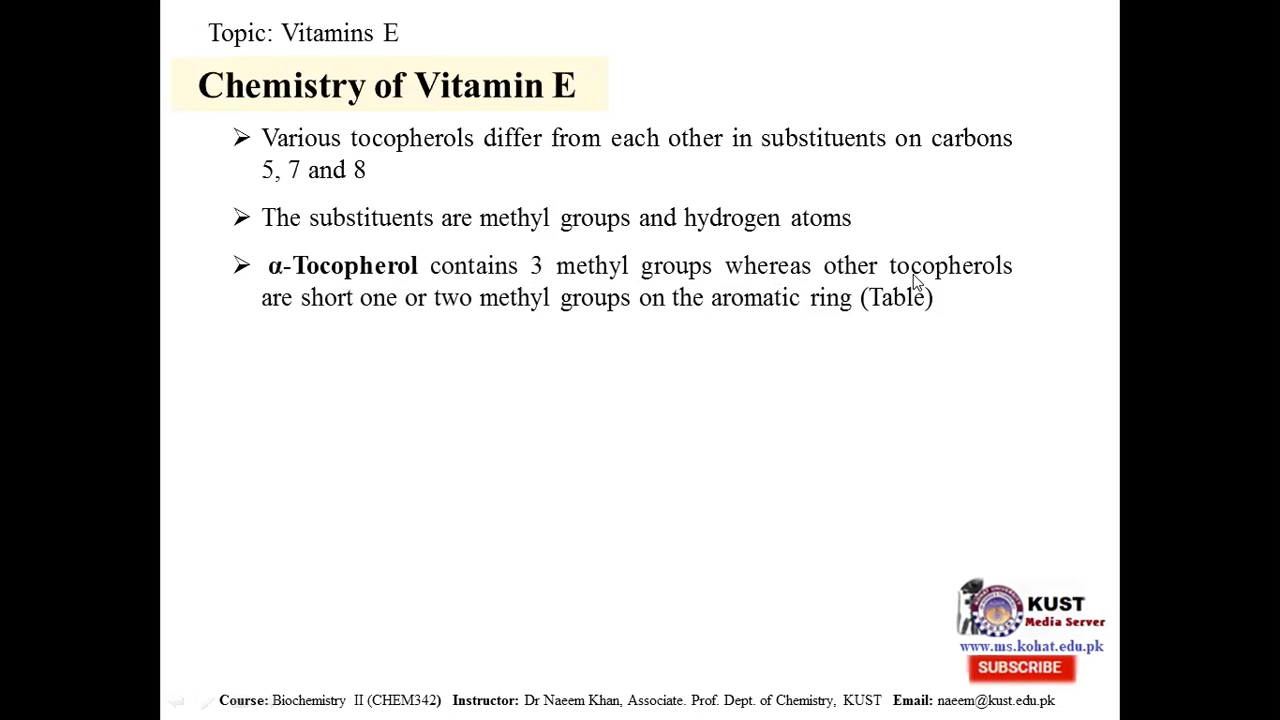 Topic: Vitamins E
Chemistry of Vitamin E
➢ Various tocopherols differ from each other in substituents on carbons
5, 7 and 8
➢ The substituents are methyl groups and hydrogen atoms
➢ α-Tocopherol contains 3 methyl groups whereas other tocopherols
are short one or two methyl groups on the aromatic ring (Table)
KUST
Media Server
www.ms.kohat.edu.pk
SUBSCRIBE
Course: Biochemistry II (CHEM342) Instructor: Dr Naeem Khan, Associate. Prof. Dept. of Chemistry, KUST Email: naeem@kust.edu.pk